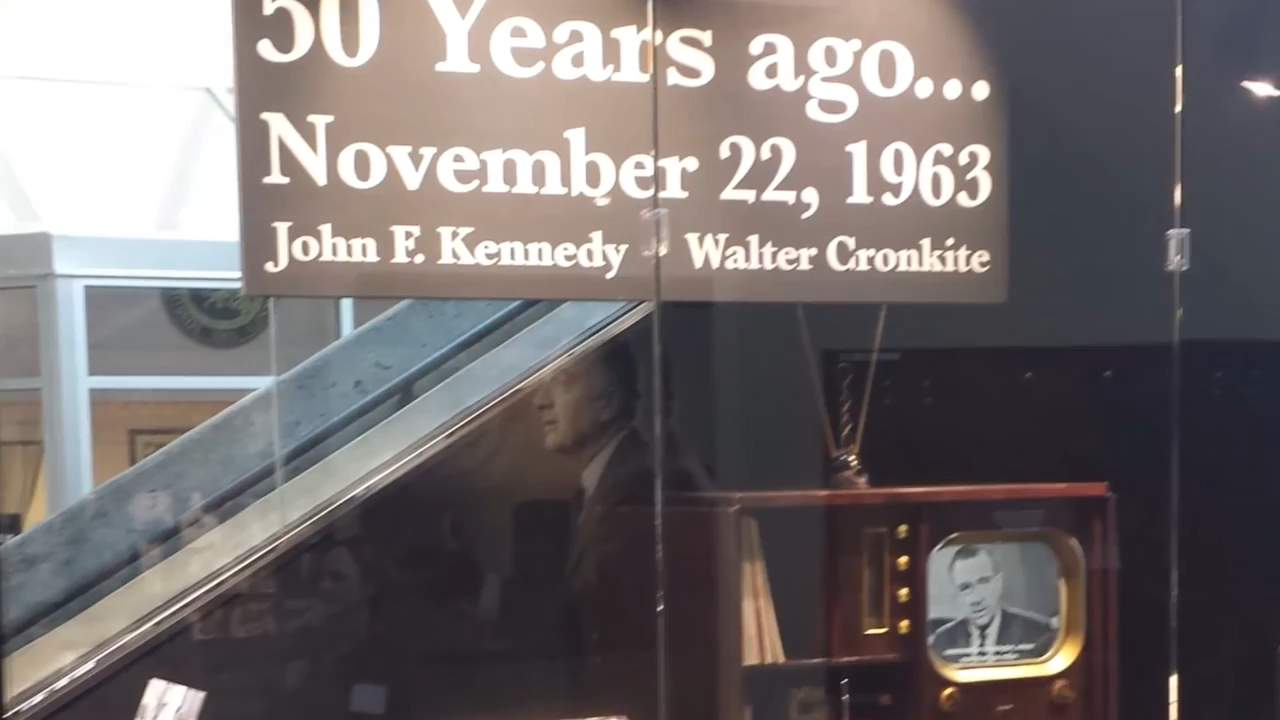 50 Years ago...
November 22, 1963
John F. Kennedy
Walter Cronkite